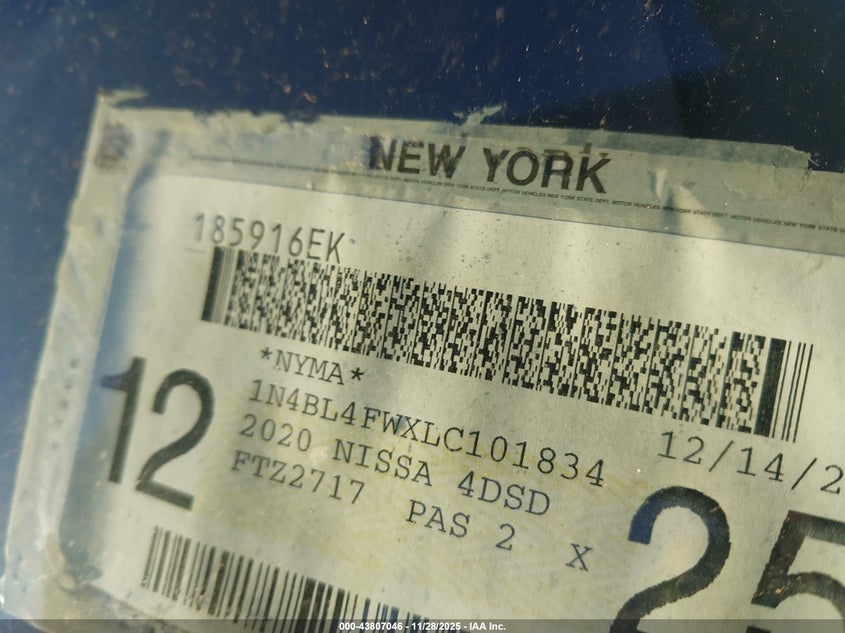 NEW YORK
185916EK
*NYMA*
1N4BL4FWXLC101834
12/14/2
12
2020 NISSA 4DSD
FTZ2717 PAS 2 X
25
000-43807046 - 11/28/2025 - IAA Inc.